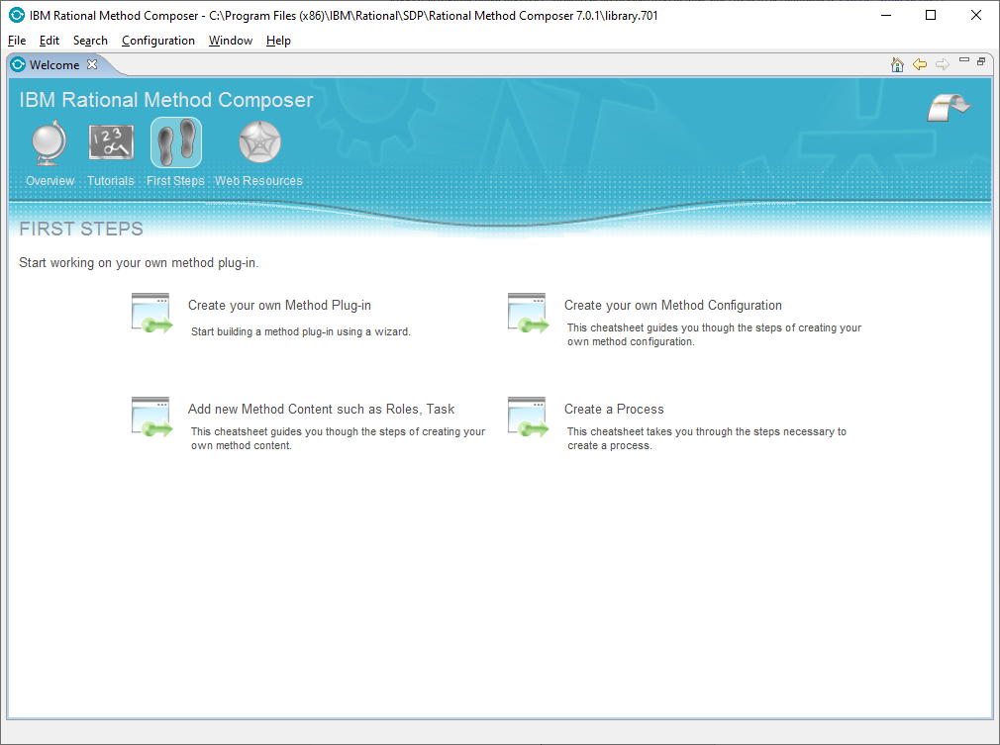 IBM Rational Method Composer - C:\Program Files (x86)\IBM\Rational\SDP\Rational Method Composer 7.0.1\library.701
File Edit Search Configuration Window Help
Welcome
IBM Rational Method Composer
Overview Tutorials First Steps Web Resources
FIRST STEPS
Start working on your own method plug-in.
Create your own Method Plug-in
Start building a method plug-in using a wizard.
Create your own Method Configuration
This cheatsheet guides you though the steps of creating your
own method configuration.
Add new Method Content such as Roles, Task
This cheatsheet guides you though the steps of creating your
own method content.
Create a Process
This cheatsheet takes you through the steps necessary to
create a process.